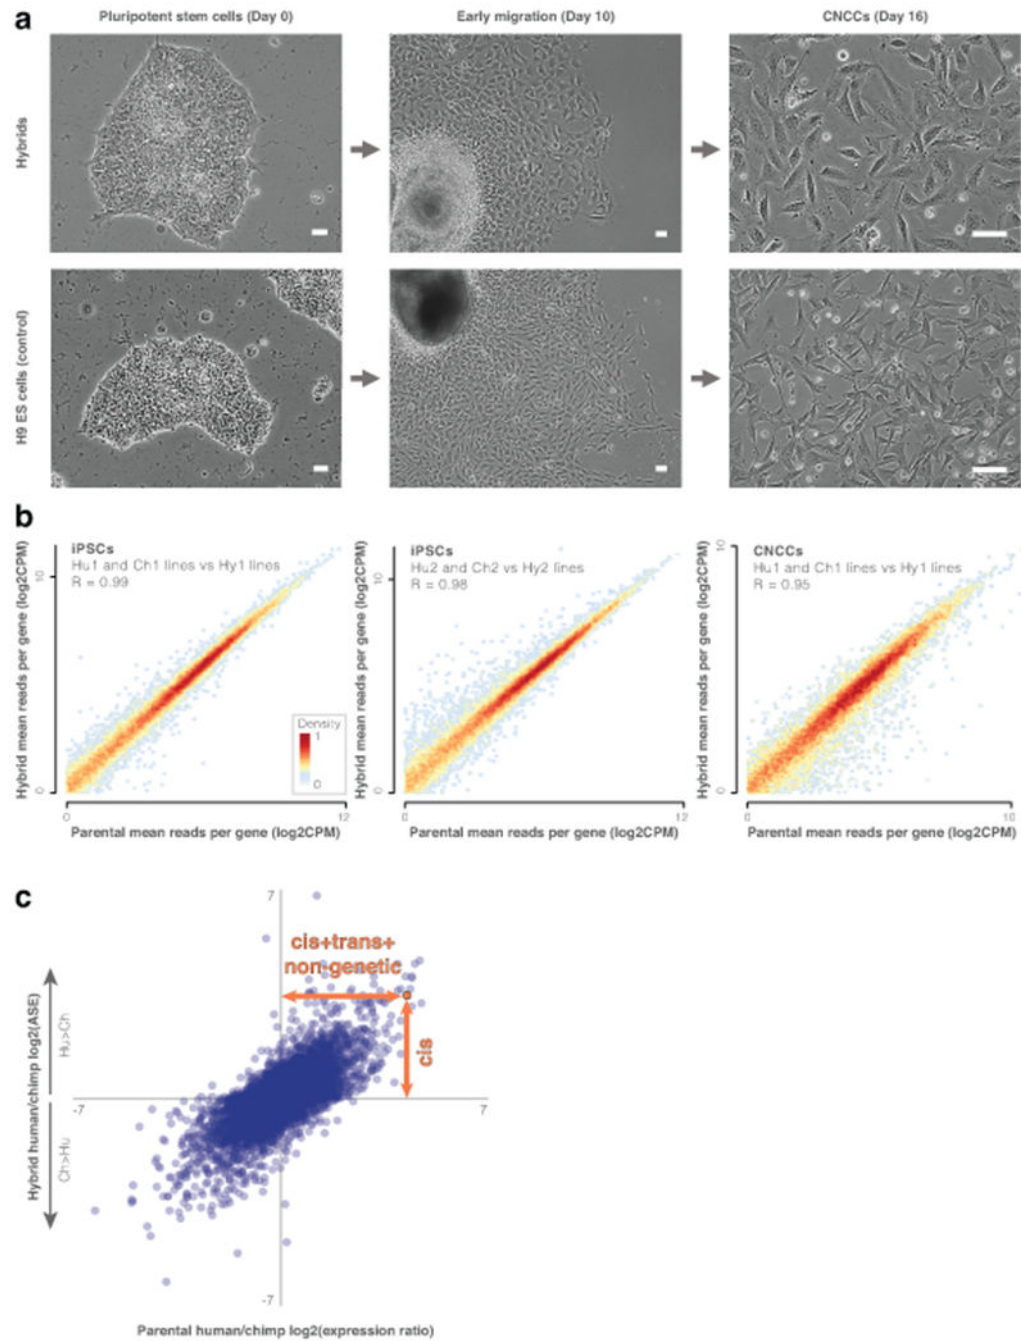 a
Pluripotent stem cells (Day 0)
Early migration (Day 10)
CNCCs (Day 16)
Hybrids
H9 ES cells (control)
b
iPSCs
Hu1 and Ch1 lines vs Hy1 lines
R = 0.99
Hybrid mean reads per gene (log2CPM)
10
0
Density
1
0
0
12
Parental mean reads per gene (log2CPM)
iPSCs
Hu2 and Ch2 vs Hy2 lines
R = 0.98
Hybrid mean reads per gene (log2CPM)
10
0
0
12
Parental mean reads per gene (log2CPM)
CNCCs
Hu1 and Ch1 lines vs Hy1 lines
R = 0.95
Hybrid mean reads per gene (log2CPM)
10
0
0
10
Parental mean reads per gene (log2CPM)
c
7
cis+trans+
non-genetic
cis
Hybrid human/chimp log2(ASE)
Hu>Ch
Ch>Hu
-7
7
-7
Parental human/chimp log2(expression ratio)